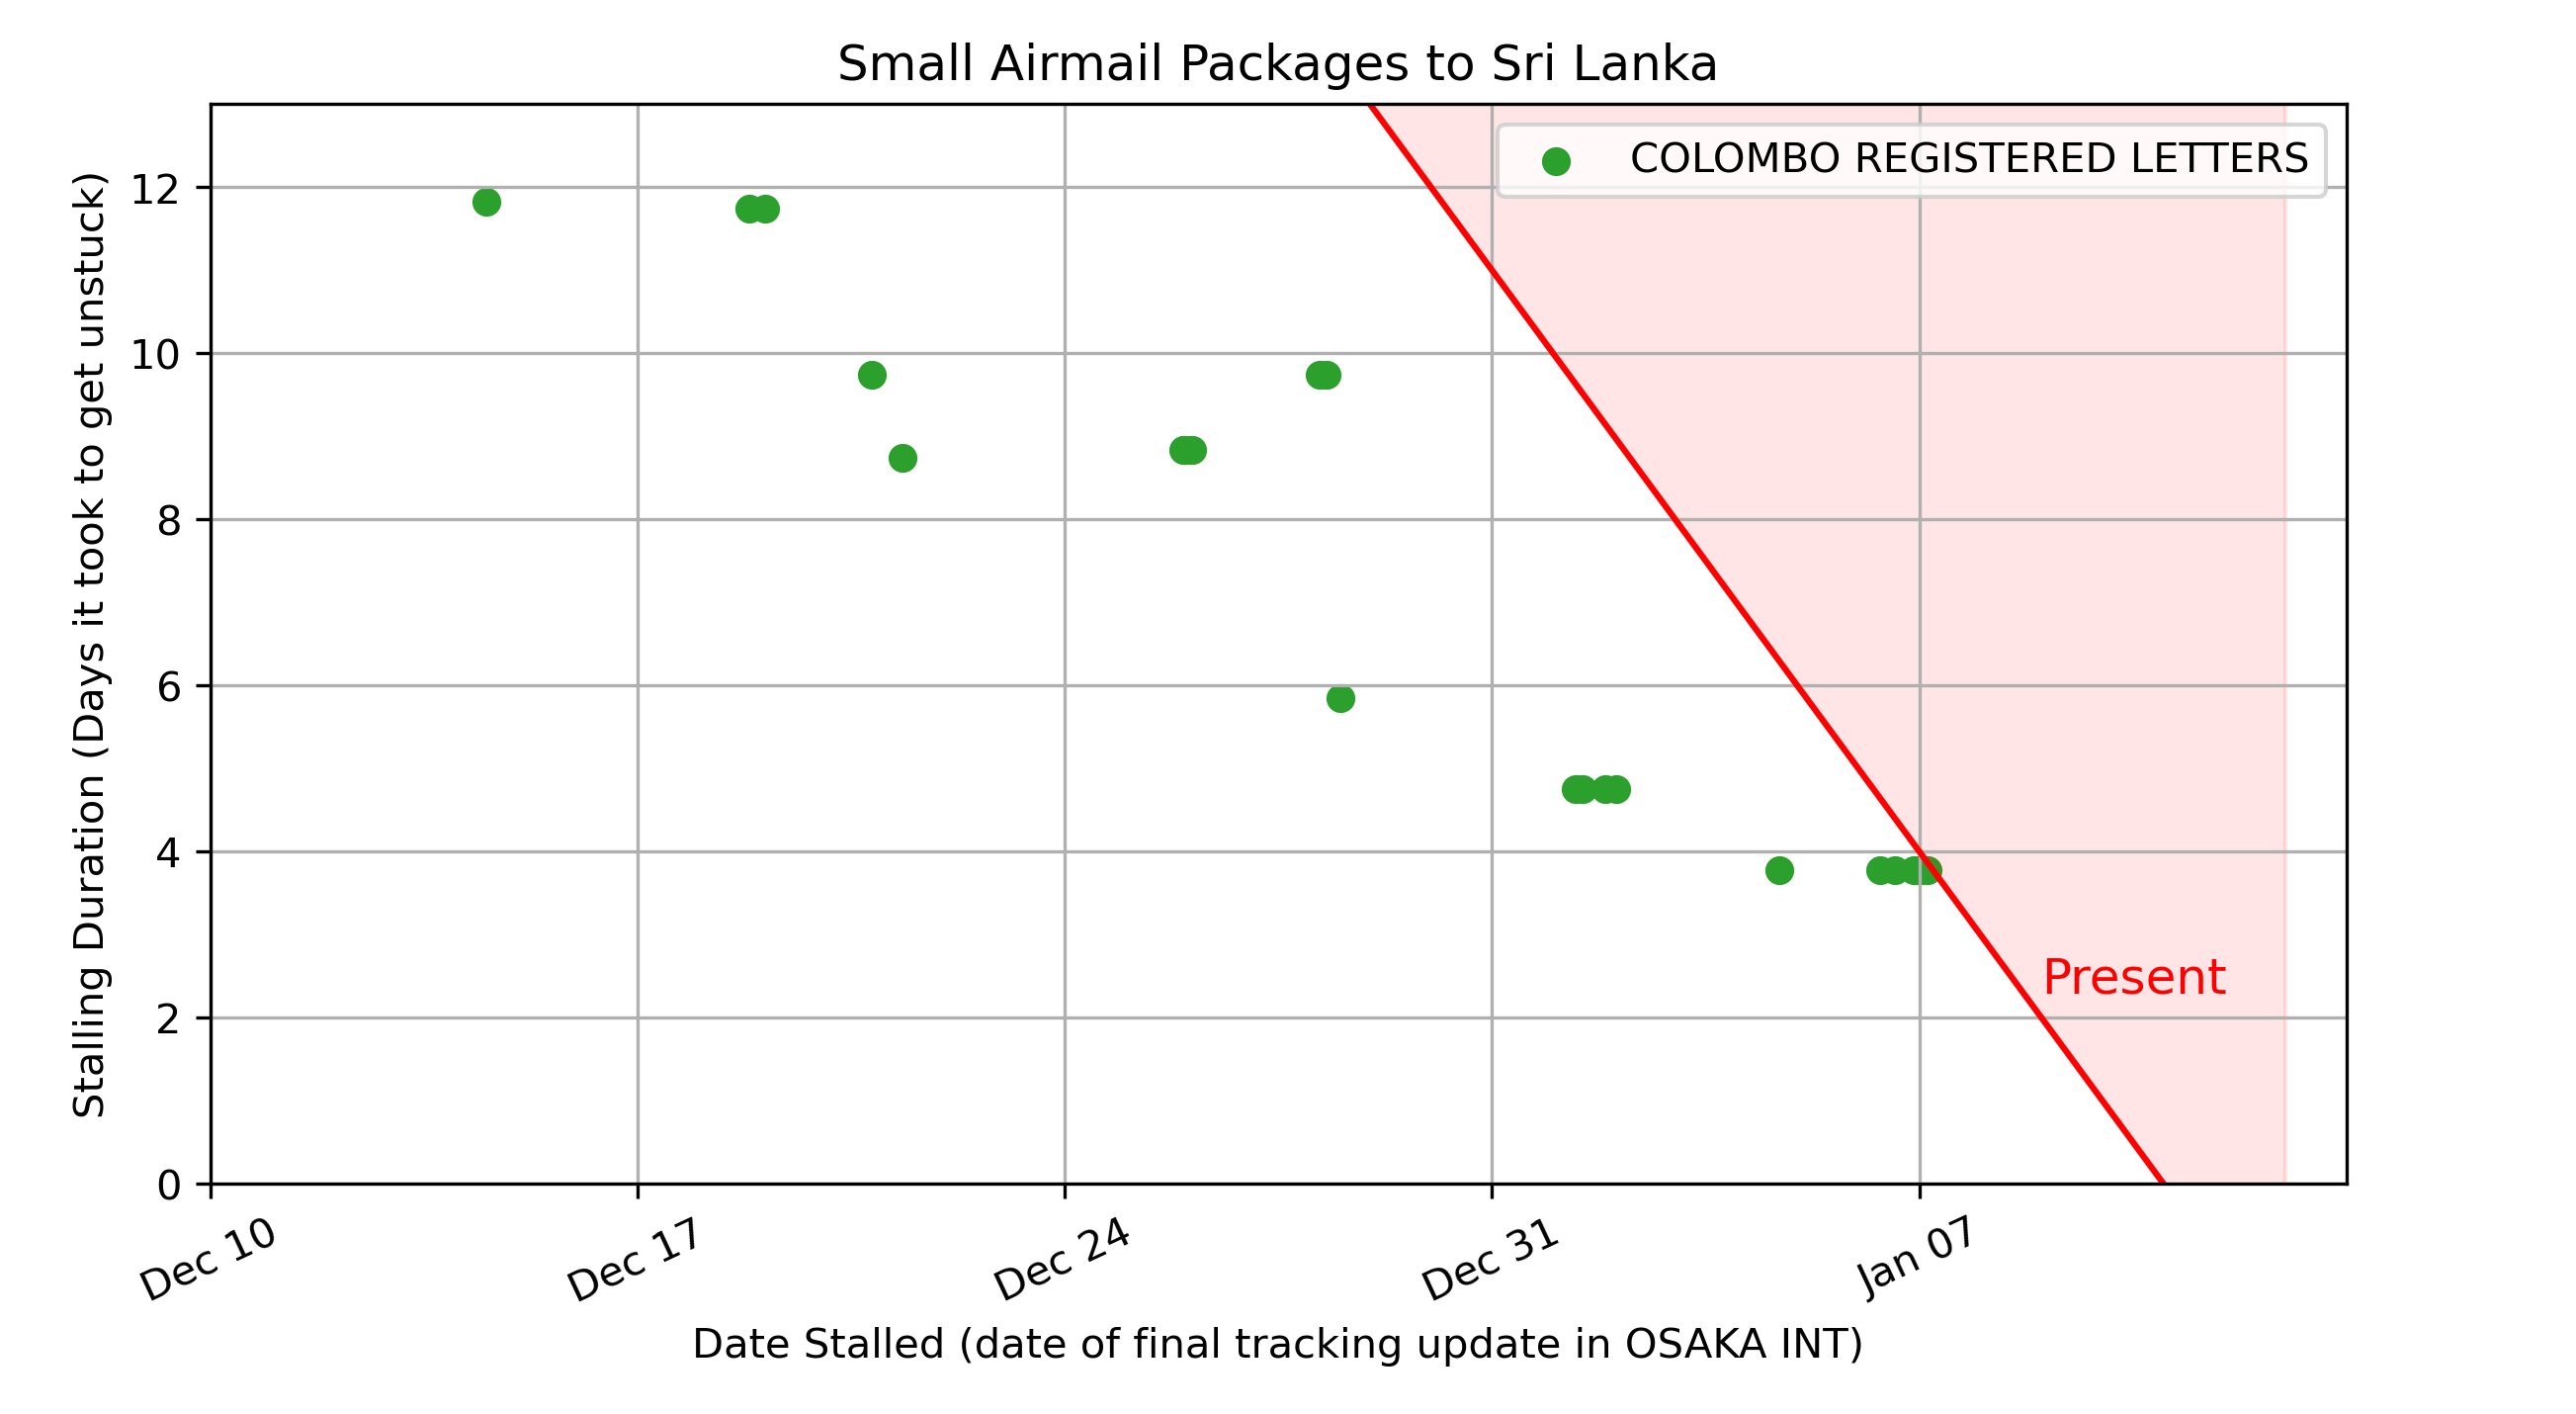 Small Airmail Packages to Sri Lanka
COLOMBO REGISTERED LETTERS
Stalling Duration (Days it took to get unstuck)
12
10
8
6
4
2
0
Present
Dec 10
Dec 17
Dec 24
Dec 31
Jan 07
Date Stalled (date of final tracking update in OSAKA INT)